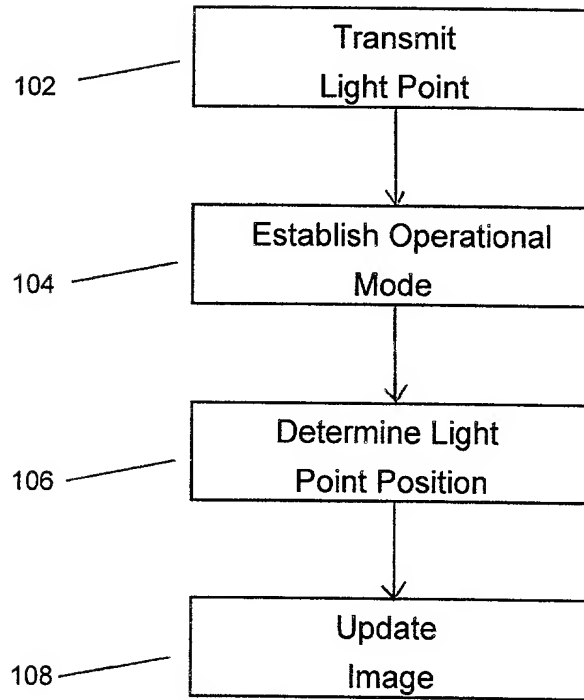 Transmit
Light Point
102
Establish Operational
Mode
104
Determine Light
Point Position
106
Update
Image
108